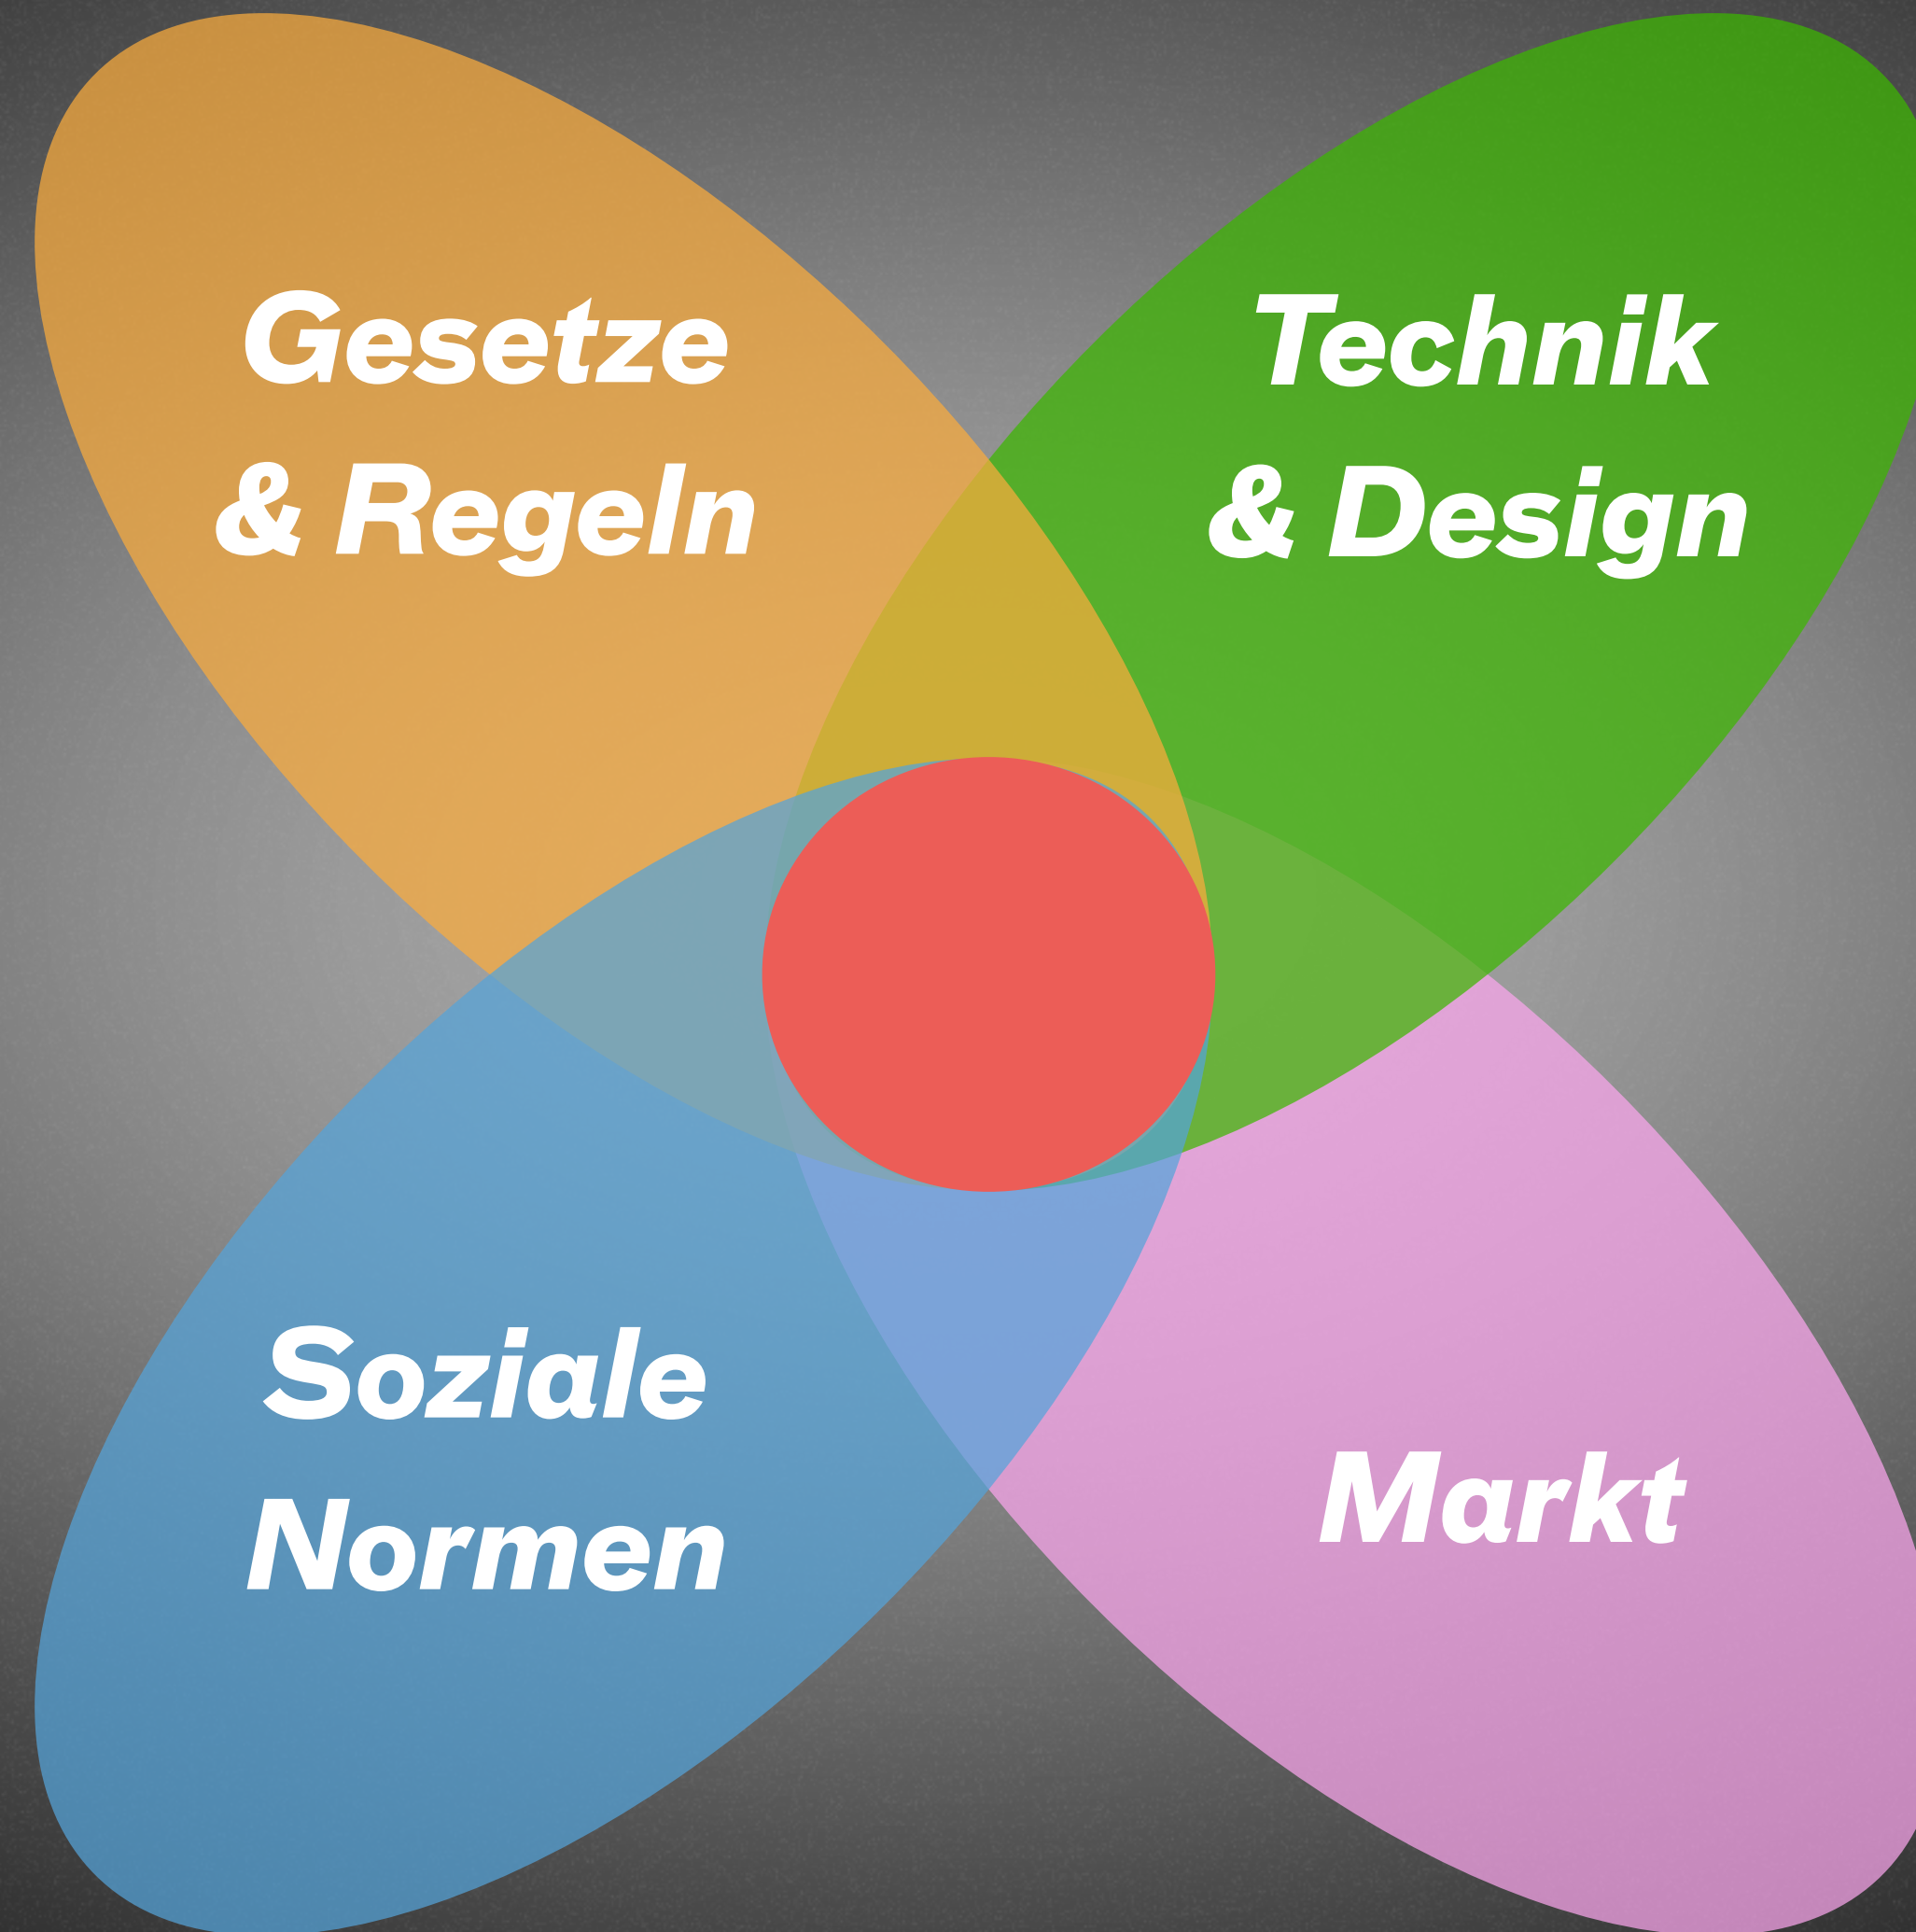 Gesetze
& Regeln
Technik
& Design
Soziale
Normen
Markt